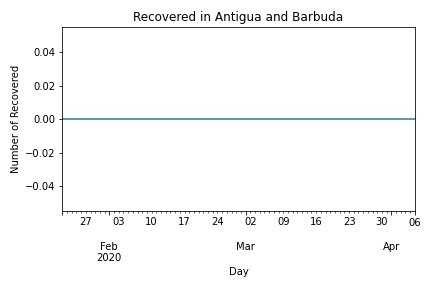 Recovered in Antigua and Barbuda
Number of Recovered
0.04
0.02
0.00
−0.02
−0.04
27 03 10 17 24 02 09 16 23 30 06
Feb Mar Apr
2020
Day